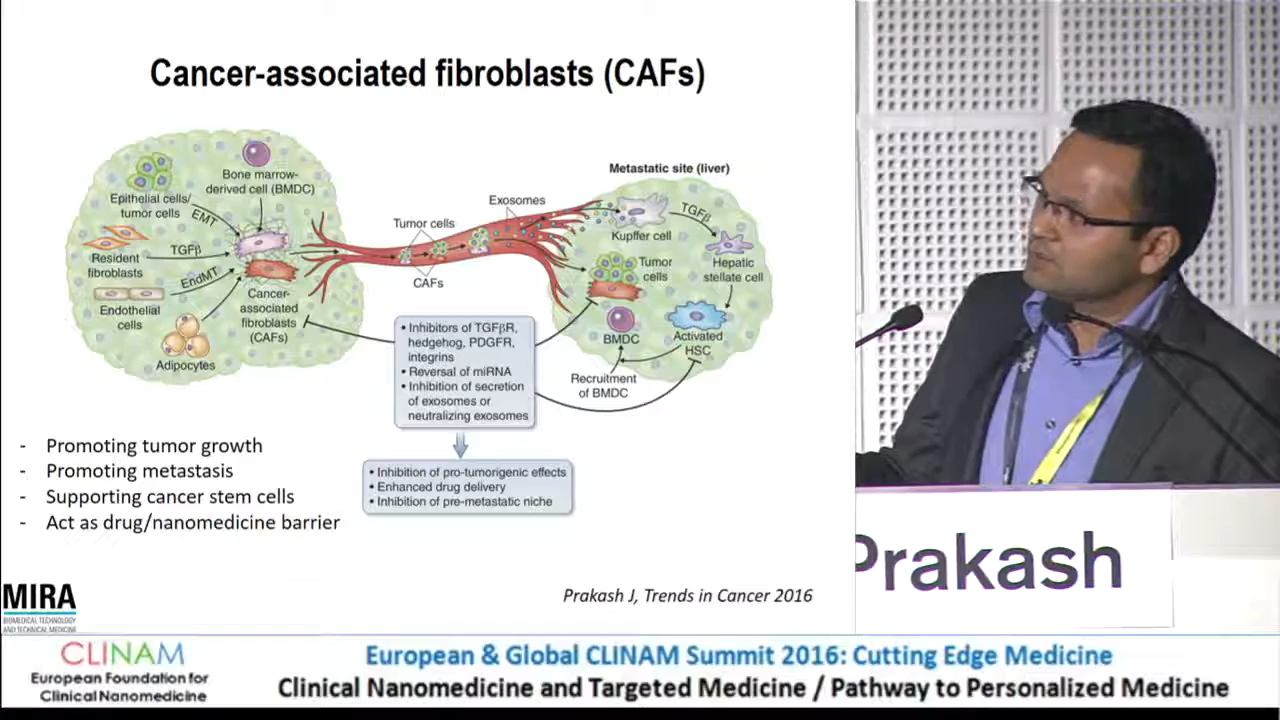 Cancer-associated fibroblasts (CAFs)
Epithelial cells/
tumor cells
Bone marrow-
derived cell (BMDC)
EMT
Resident
fibroblasts
TGFβ
EndMT
Endothelial
cells
Adipocytes
Cancer-
associated
fibroblasts
(CAFs)
Tumor cells
CAFs
Exosomes
Metastatic site (liver)
Kupffer cell
TGFβ
Hepatic
stellate cell
Tumor
cells
BMDC
Activated
HSC
Recruitment
of BMDC
• Inhibitors of TGFβR,
hedgehog, PDGFR,
integrins
• Reversal of miRNA
• Inhibition of secretion
of exosomes or
neutralizing exosomes
• Inhibition of pro-tumorigenic effects
• Enhanced drug delivery
• Inhibition of pre-metastatic niche
- Promoting tumor growth
- Promoting metastasis
- Supporting cancer stem cells
- Act as drug/nanomedicine barrier
Prakash J, Trends in Cancer 2016
MIRA
BIOMEDICAL TECHNOLOGY
AND TECHNICAL MEDICINE
Prakash
CLINAM
European Foundation for
Clinical Nanomedicine
European & Global CLINAM Summit 2016: Cutting Edge Medicine
Clinical Nanomedicine and Targeted Medicine / Pathway to Personalized Medicine